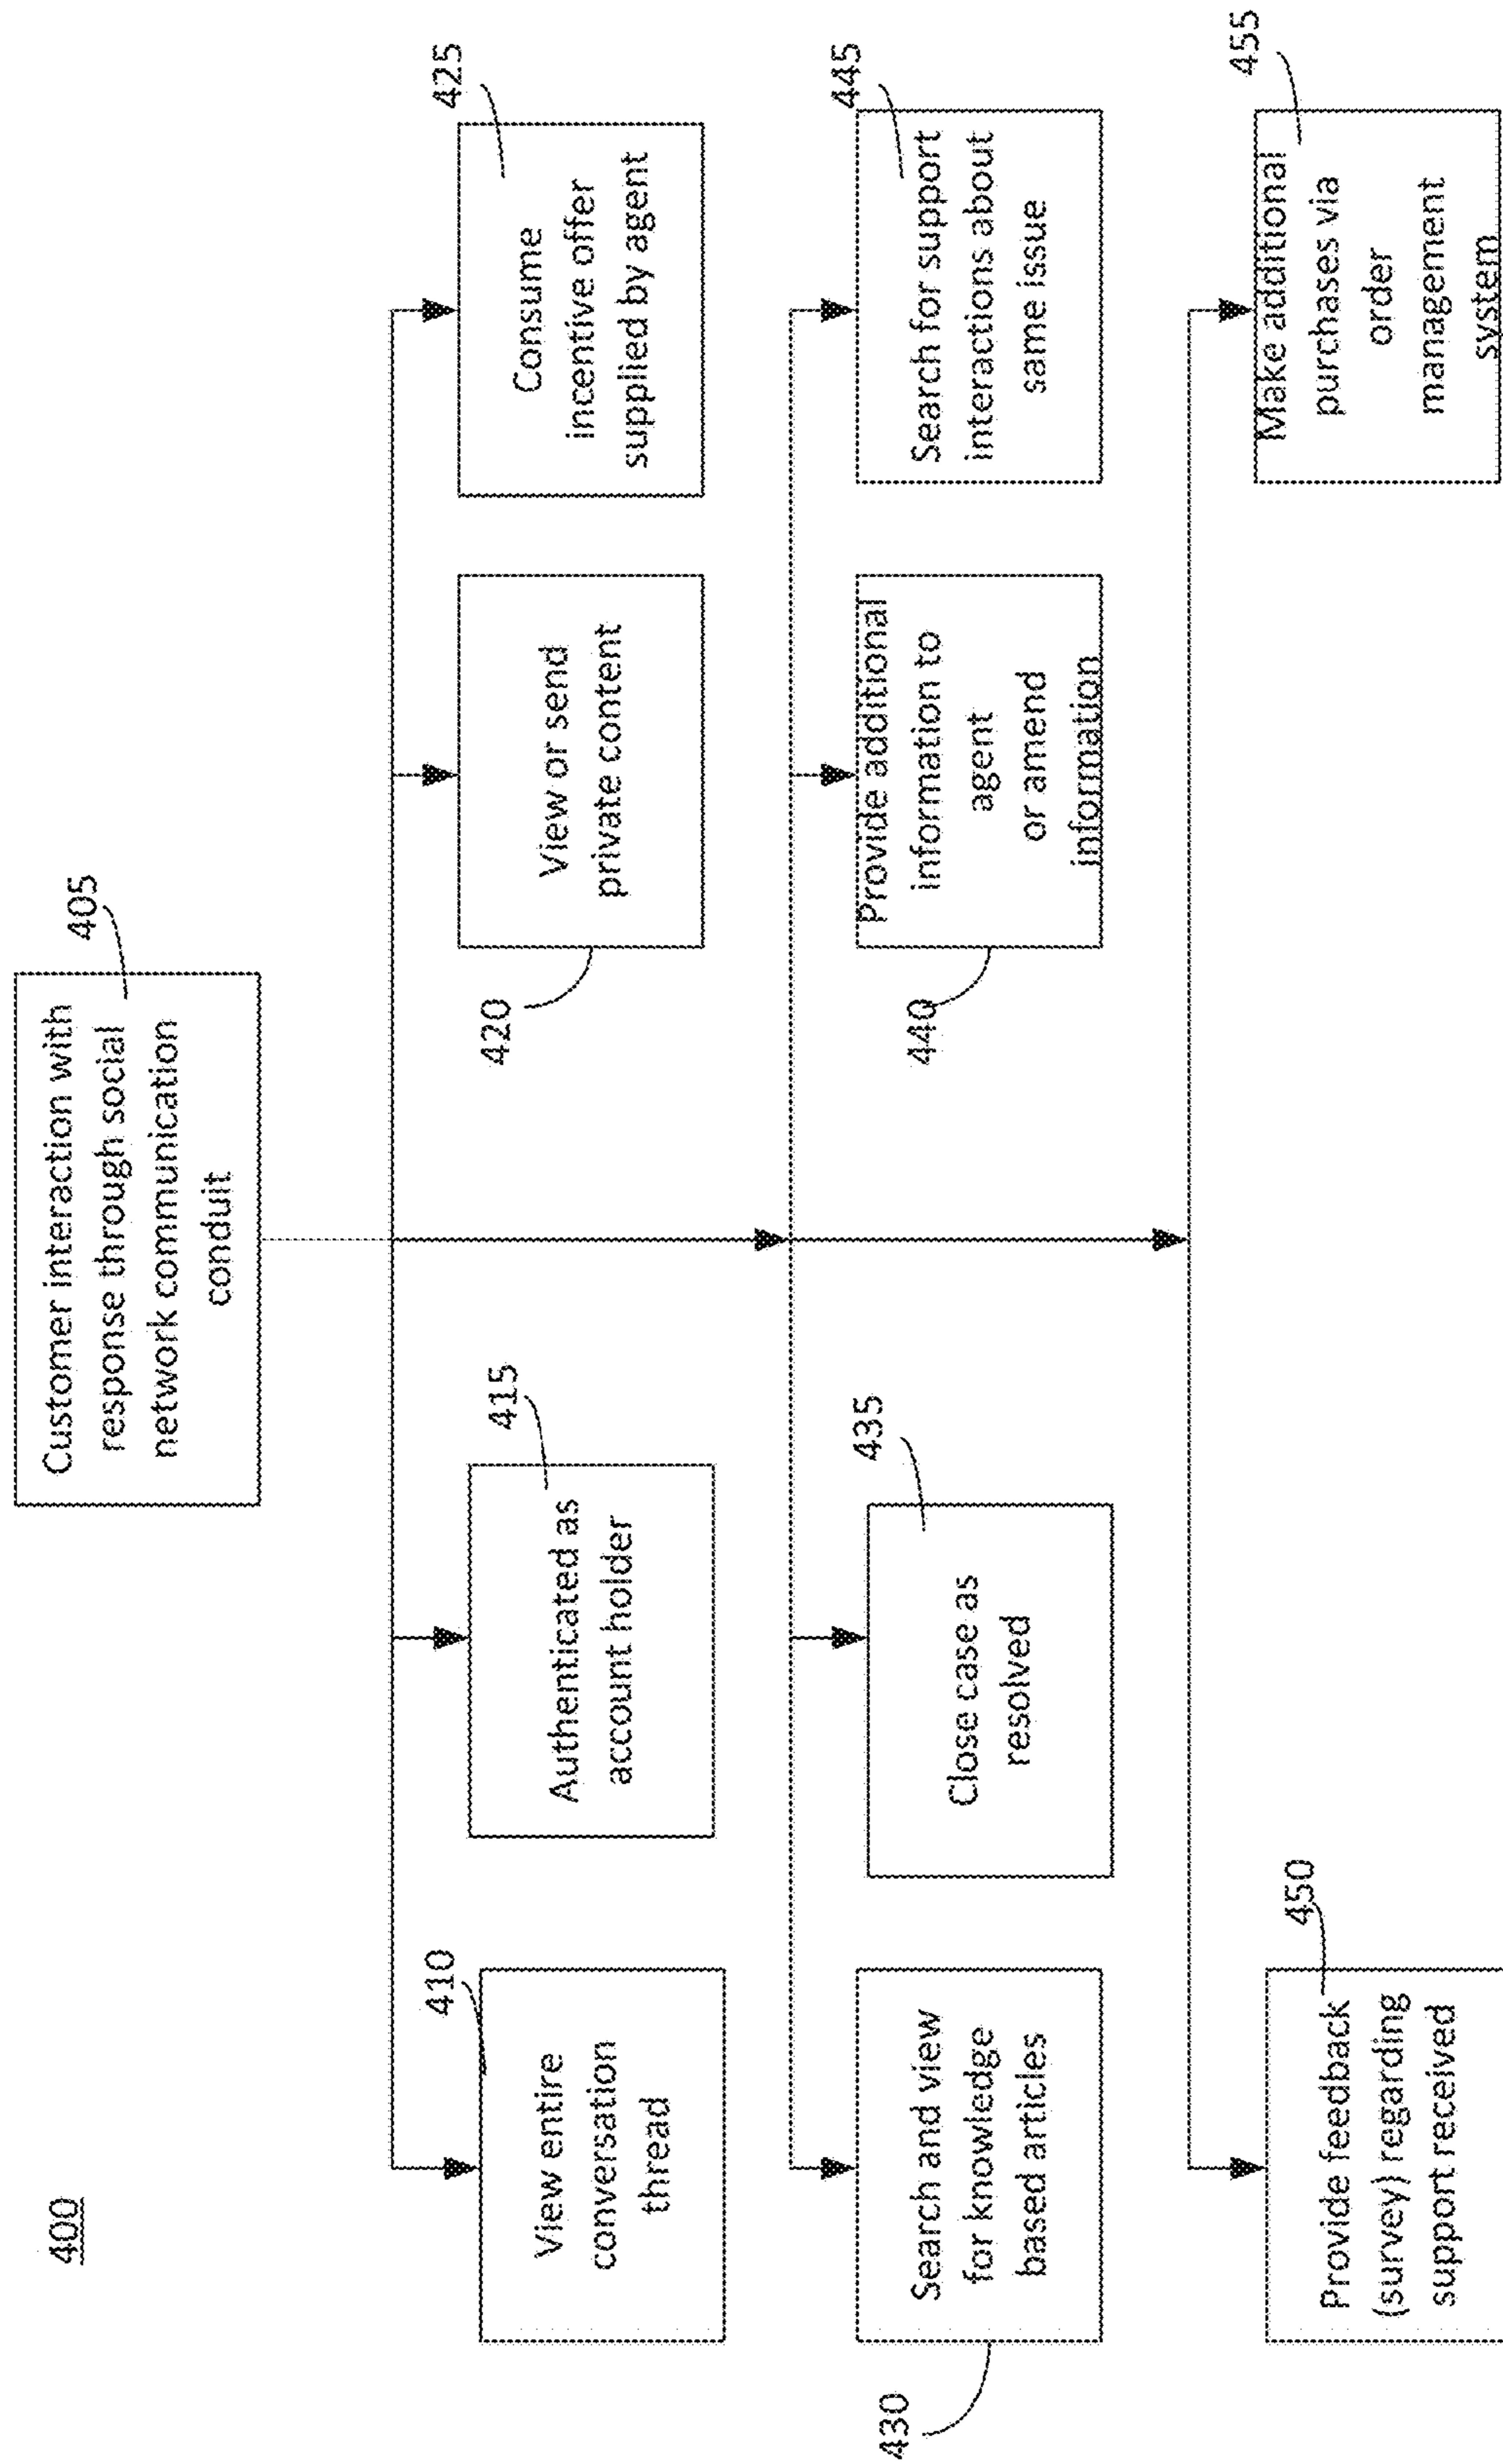 400
Customer interaction with
response through social
network communication
conduit
405
410
View entire
conversation
thread
415
Authenticated as
account holder
420
View or send
private content
425
Consume
incentive offer
supplied by agent
430
Search and view
for knowledge
based articles
435
Close case as
resolved
440
Provide additional
information to
agent
or amend
information
445
Search for support
interactions about
same issue
450
Provide feedback
(survey) regarding
support received
455
Make additional
purchases via
order
management
system